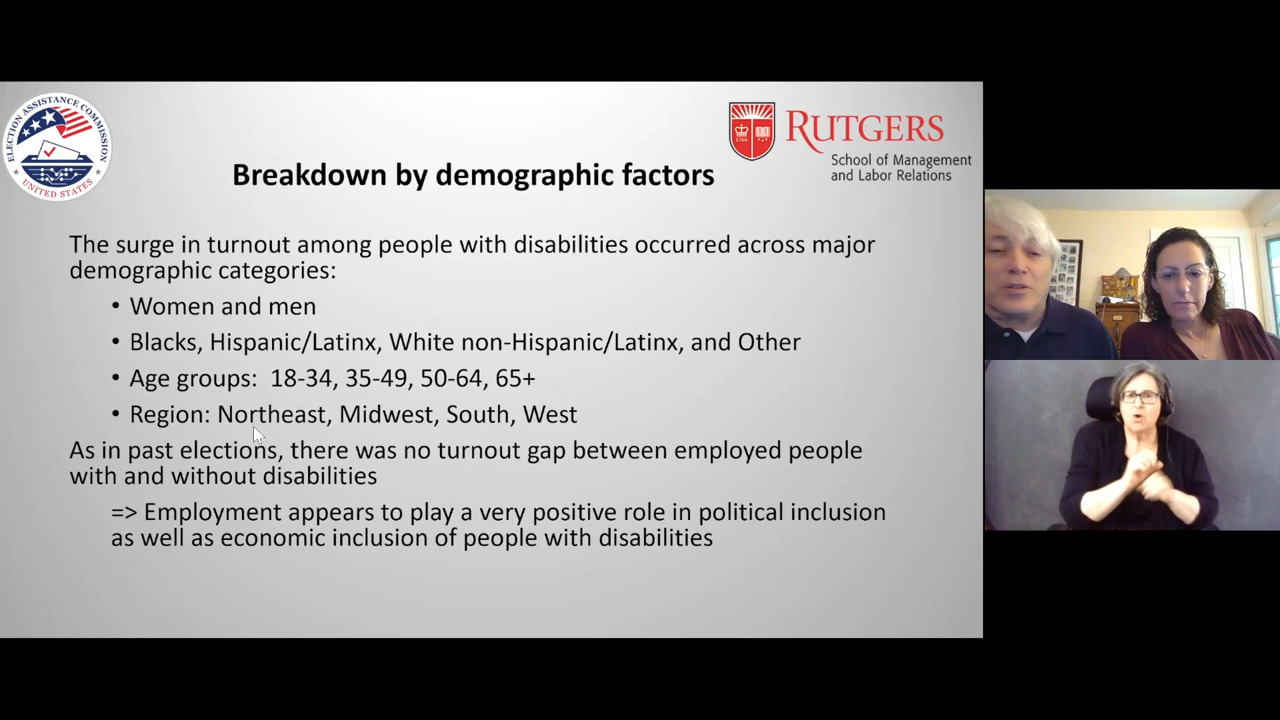 ELECTION ASSISTANCE COMMISSION
UNITED STATES
RUTGERS
1766
School of Management
and Labor Relations
Breakdown by demographic factors
The surge in turnout among people with disabilities occurred across major
demographic categories:
• Women and men
• Blacks, Hispanic/Latinx, White non-Hispanic/Latinx, and Other
• Age groups:  18-34, 35-49, 50-64, 65+
• Region: Northeast, Midwest, South, West
As in past elections, there was no turnout gap between employed people
with and without disabilities
=> Employment appears to play a very positive role in political inclusion
as well as economic inclusion of people with disabilities